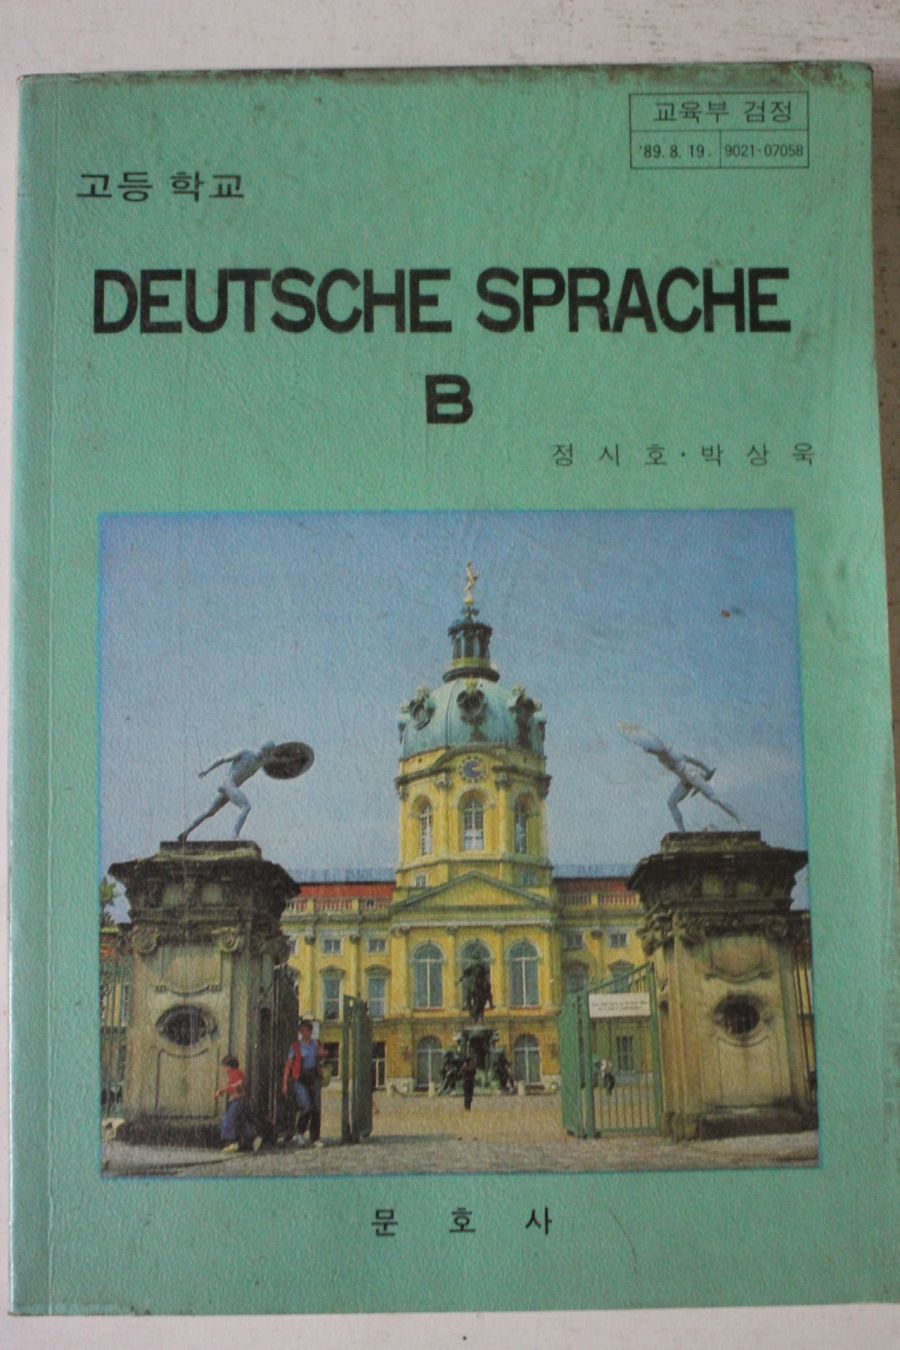 교육부 검정
'89. 8. 19. 9021-07058
고등 학교
DEUTSCHE SPRACHE
B
정 시 호 · 박 상 욱
문 호 사